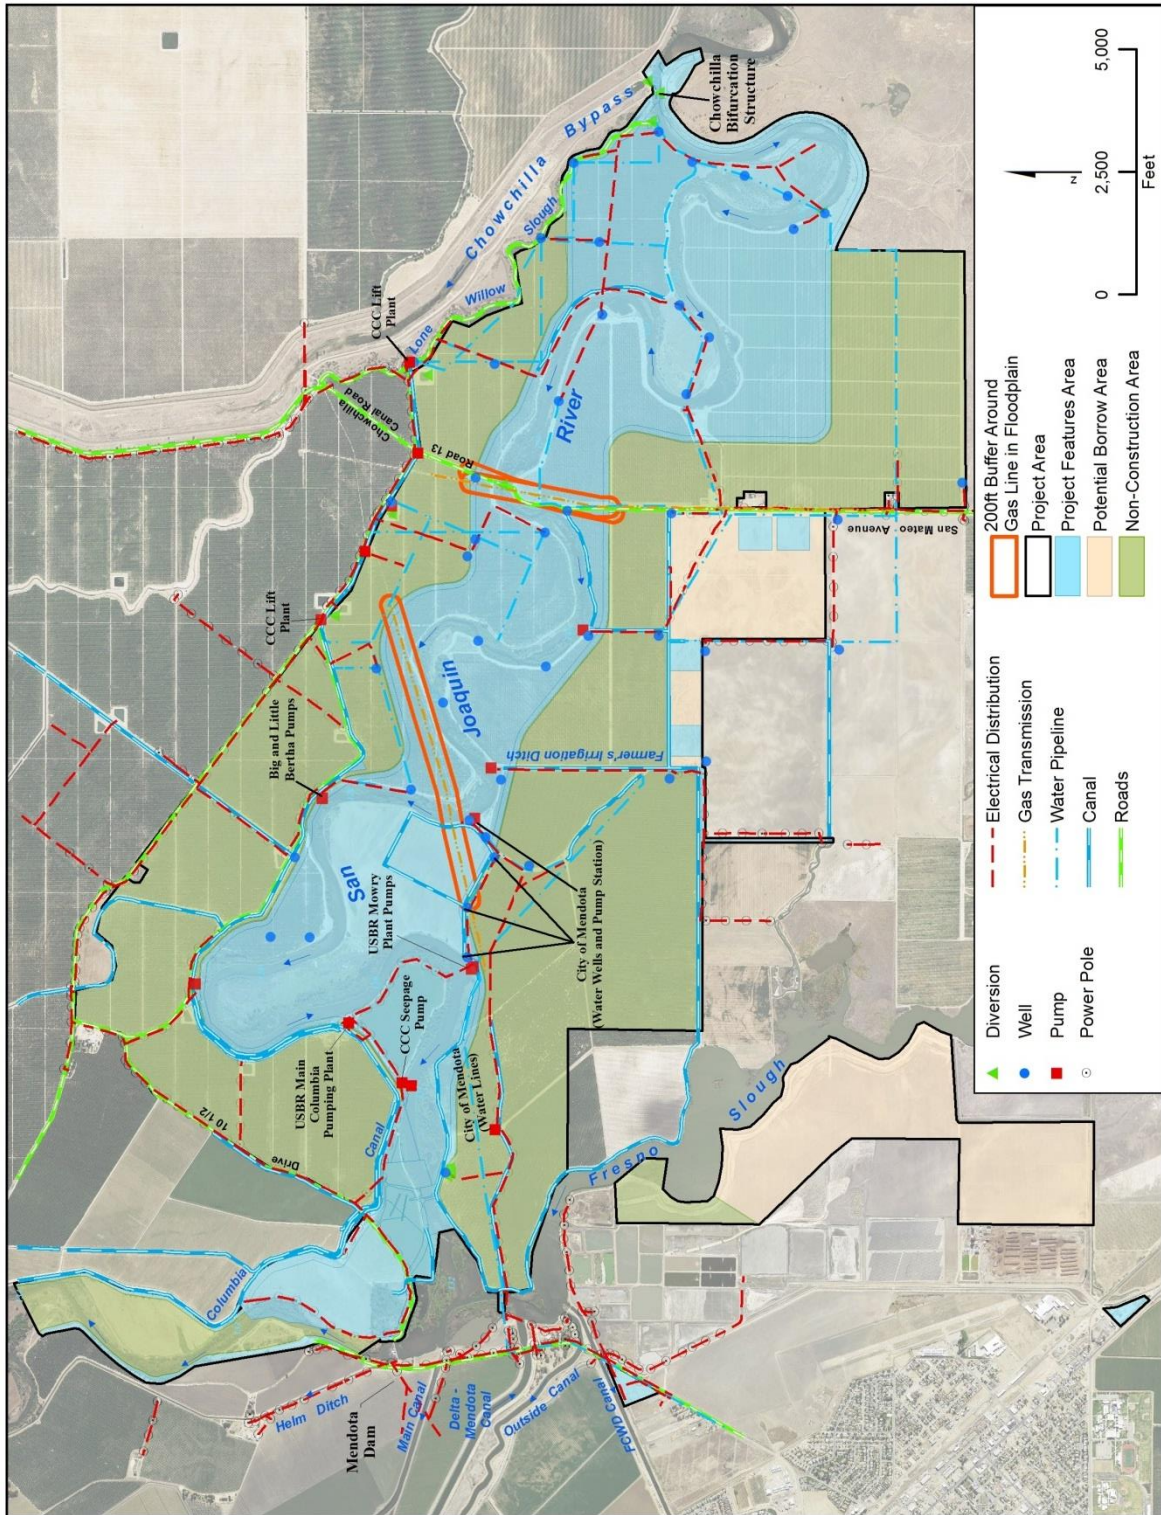 Chowchilla Bypass
Chowchilla
Bifurcation
Structure
Slough
Willow
Lone
CCC Lift
Plant
Chowchilla
Canal Road
Road 13
River
CCC Lift
Plant
San Mateo
Avenue
Joaquin
Big and Little
Bertha Pumps
Farmer's Irrigation Ditch
San
USBR Mowry
Plant Pumps
City of Mendota
(Water Wells and Pump Station)
CCC Seepage
Pump
USBR Main
Columbia
Pumping Plant
City of Mendota
(Water Lines)
10 1/2
Drive
Canal
Slough
Fresno
Columbia
Helm Ditch
Mendota
Dam
Main Canal
Delta -
Mendota
Canal
Outside Canal
FCWD Canal
Diversion
Well
Pump
Power Pole
Electrical Distribution
Gas Transmission
Water Pipeline
Canal
Roads
200ft Buffer Around
Gas Line in Floodplain
Project Area
Project Features Area
Potential Borrow Area
Non-Construction Area
N
0
2,500
5,000
Feet